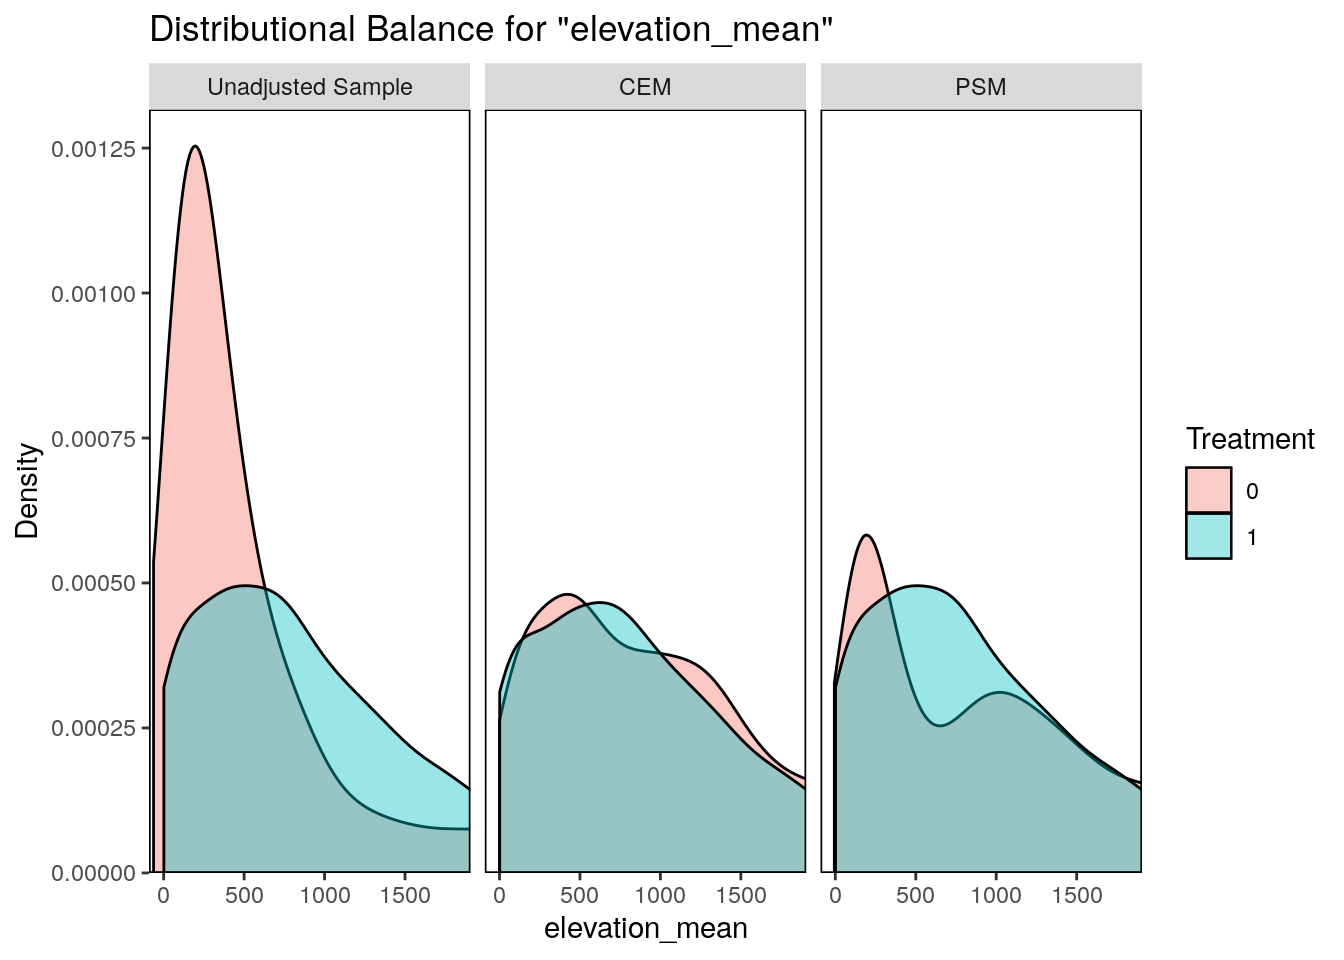 Distributional Balance for "elevation_mean"
Unadjusted Sample
CEM
PSM
Density
0.00125
0.00100
0.00075
0.00050
0.00025
0.00000
0 500 1000 1500
0 500 1000 1500
0 500 1000 1500
elevation_mean
Treatment
0
1